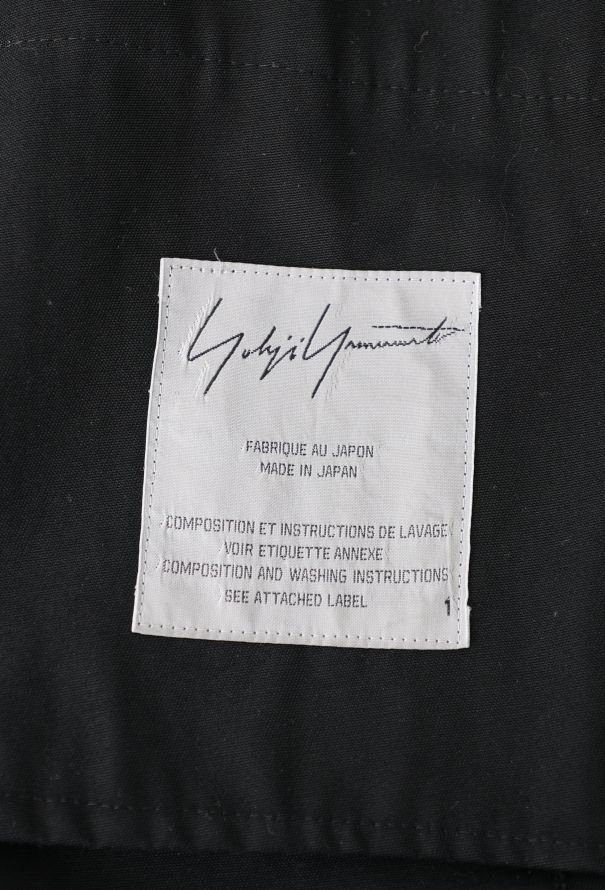 Yohji Yamamoto
FABRIQUE AU JAPON
MADE IN JAPAN
COMPOSITION ET INSTRUCTIONS DE LAVAGE
VOIR ETIQUETTE ANNEXE
COMPOSITION AND WASHING INSTRUCTIONS
SEE ATTACHED LABEL
1